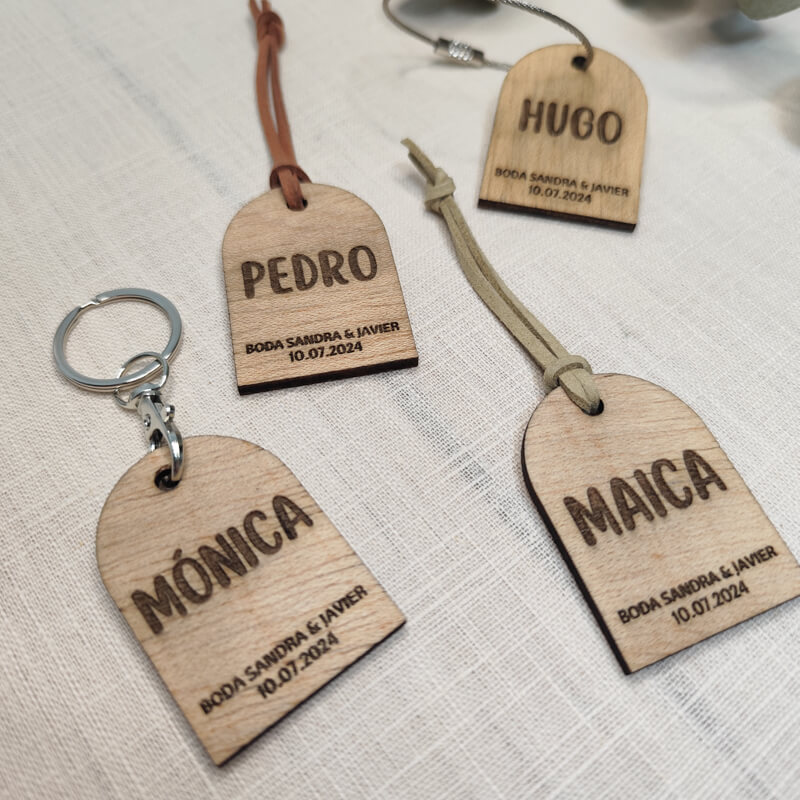 HUGO
BODA SANDRA & JAVIER
10.07.2024
PEDRO
BODA SANDRA & JAVIER
10.07.2024
MAICA
BODA SANDRA & JAVIER
10.07.2024
MÓNICA
BODA SANDRA & JAVIER
10.07.2024